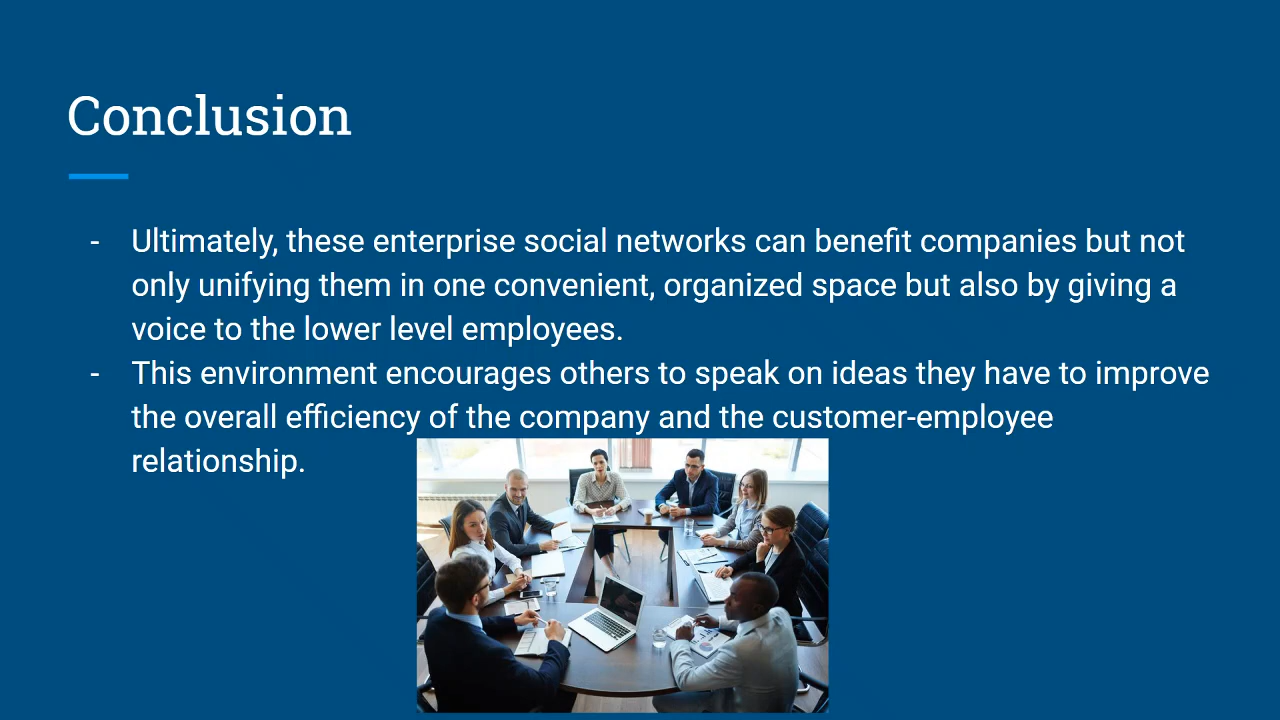 Conclusion
- Ultimately, these enterprise social networks can benefit companies but not
only unifying them in one convenient, organized space but also by giving a
voice to the lower level employees.
- This environment encourages others to speak on ideas they have to improve
the overall efficiency of the company and the customer-employee
relationship.